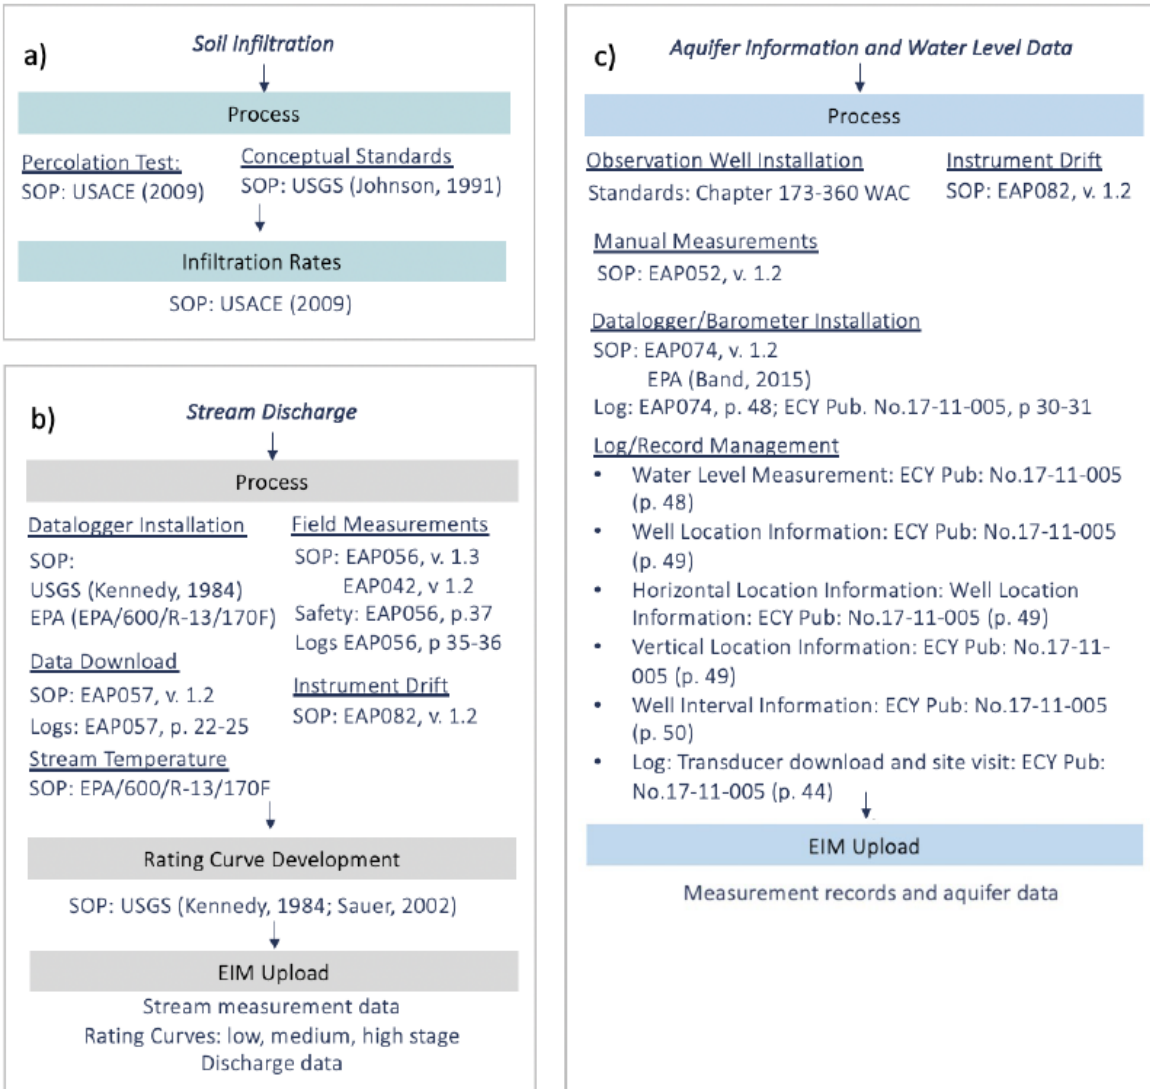 a)
Soil Infiltration
Process
Percolation Test:
SOP: USACE (2009)
Conceptual Standards
SOP: USGS (Johnson, 1991)
Infiltration Rates
SOP: USACE (2009)
b)
Stream Discharge
Process
Datalogger Installation
SOP:
USGS (Kennedy, 1984)
EPA (EPA/600/R-13/170F)
Data Download
SOP: EAP057, v. 1.2
Logs: EAP057, p. 22-25
Stream Temperature
SOP: EPA/600/R-13/170F
Field Measurements
SOP: EAP056, v. 1.3
EAP042, v 1.2
Safety: EAP056, p.37
Logs EAP056, p 35-36
Instrument Drift
SOP: EAP082, v. 1.2
Rating Curve Development
SOP: USGS (Kennedy, 1984; Sauer, 2002)
EIM Upload
Stream measurement data
Rating Curves: low, medium, high stage
Discharge data
c)
Aquifer Information and Water Level Data
Process
Observation Well Installation
Standards: Chapter 173-360 WAC
Instrument Drift
SOP: EAP082, v. 1.2
Manual Measurements
SOP: EAP052, v. 1.2
Datalogger/Barometer Installation
SOP: EAP074, v. 1.2
EPA (Band, 2015)
Log: EAP074, p. 48; ECY Pub. No.17-11-005, p 30-31
Log/Record Management
• Water Level Measurement: ECY Pub: No.17-11-005
(p. 48)
• Well Location Information: ECY Pub: No.17-11-005
(p. 49)
• Horizontal Location Information: Well Location
Information: ECY Pub: No.17-11-005 (p. 49)
• Vertical Location Information: ECY Pub: No.17-11-
005 (p. 49)
• Well Interval Information: ECY Pub: No.17-11-005
(p. 50)
• Log: Transducer download and site visit: ECY Pub:
No.17-11-005 (p. 44)
EIM Upload
Measurement records and aquifer data